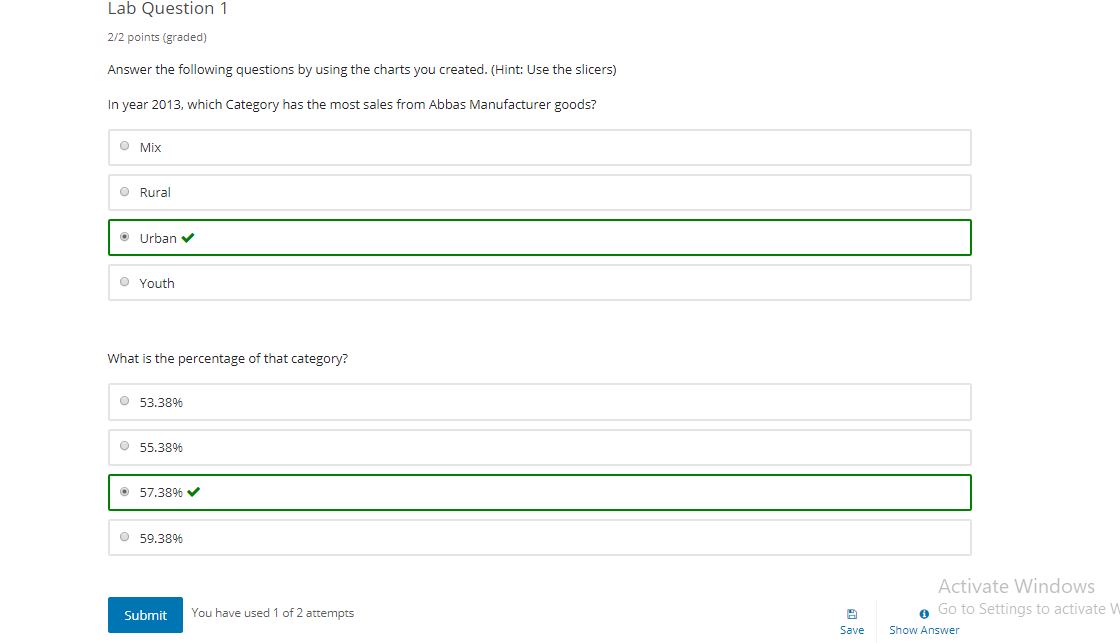 Lab Question 1
2/2 points (graded)
Answer the following questions by using the charts you created. (Hint: Use the slicers)
In year 2013, which Category has the most sales from Abbas Manufacturer goods?
Mix
Rural
Urban
Youth
What is the percentage of that category?
53.38%
55.38%
57.38%
59.38%
Submit
You have used 1 of 2 attempts
Save
Show Answer
Activate Windows
Go to Settings to activate W